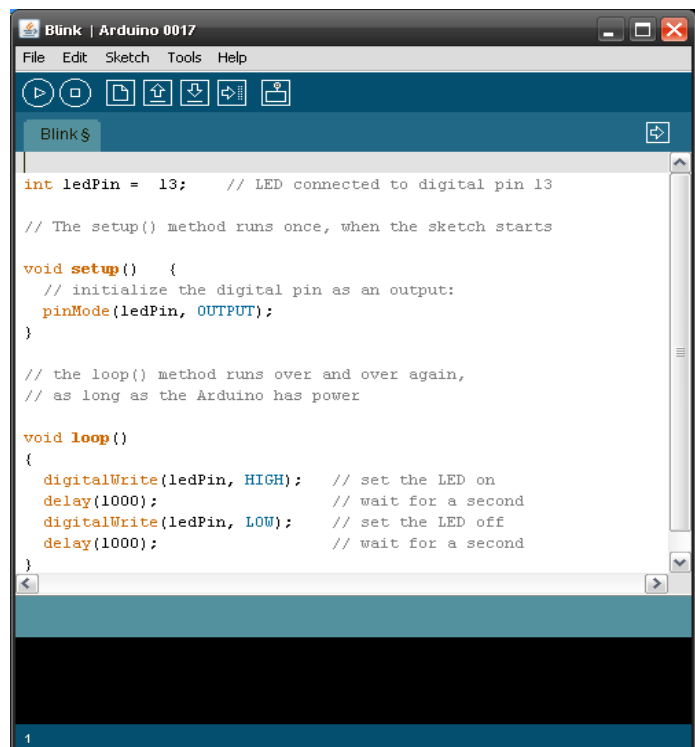 Blink | Arduino 0017
File Edit Sketch Tools Help
Blink §
int ledPin =  13;    // LED connected to digital pin 13
// The setup() method runs once, when the sketch starts
void setup()   {
  // initialize the digital pin as an output:
  pinMode(ledPin, OUTPUT);
}
// the loop() method runs over and over again,
// as long as the Arduino has power
void loop()
{
  digitalWrite(ledPin, HIGH);   // set the LED on
  delay(1000);                  // wait for a second
  digitalWrite(ledPin, LOW);    // set the LED off
  delay(1000);                  // wait for a second
}
1